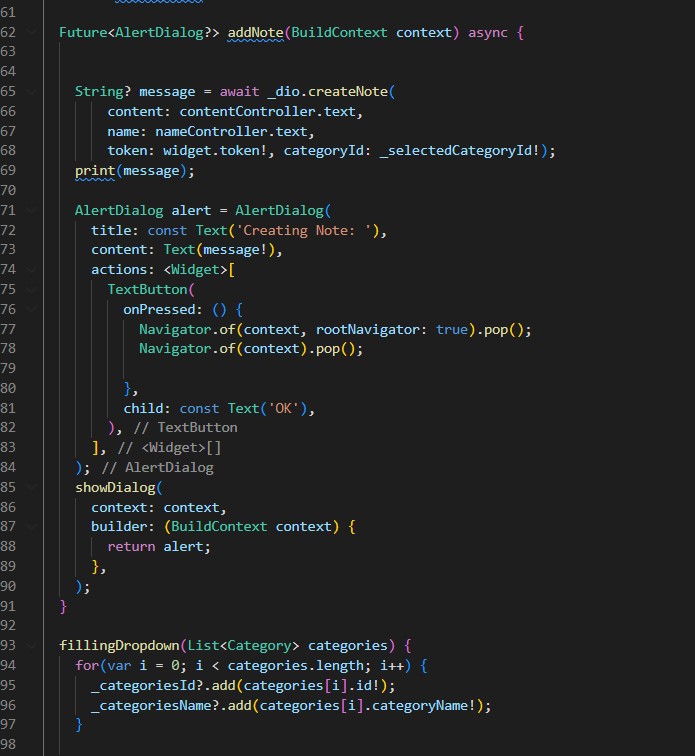 61
62 Future<AlertDialog?> addNote(BuildContext context) async {
63
64
65 String? message = await _dio.createNote(
66 content: contentController.text,
67 name: nameController.text,
68 token: widget.token!, categoryId: _selectedCategoryId!);
69 print(message);
70
71 AlertDialog alert = AlertDialog(
72 title: const Text('Creating Note: '),
73 content: Text(message!),
74 actions: <Widget>[
75 TextButton(
76 onPressed: () {
77 Navigator.of(context, rootNavigator: true).pop();
78 Navigator.of(context).pop();
79
80 },
81 child: const Text('OK'),
82 ), // TextButton
83 ], // <Widget>[]
84 ); // AlertDialog
85 showDialog(
86 context: context,
87 builder: (BuildContext context) {
88 return alert;
89 },
90 );
91 }
92
93 fillingDropdown(List<Category> categories) {
94 for(var i = 0; i < categories.length; i++) {
95 _categoriesId?.add(categories[i].id!);
96 _categoriesName?.add(categories[i].categoryName!);
97 }
98